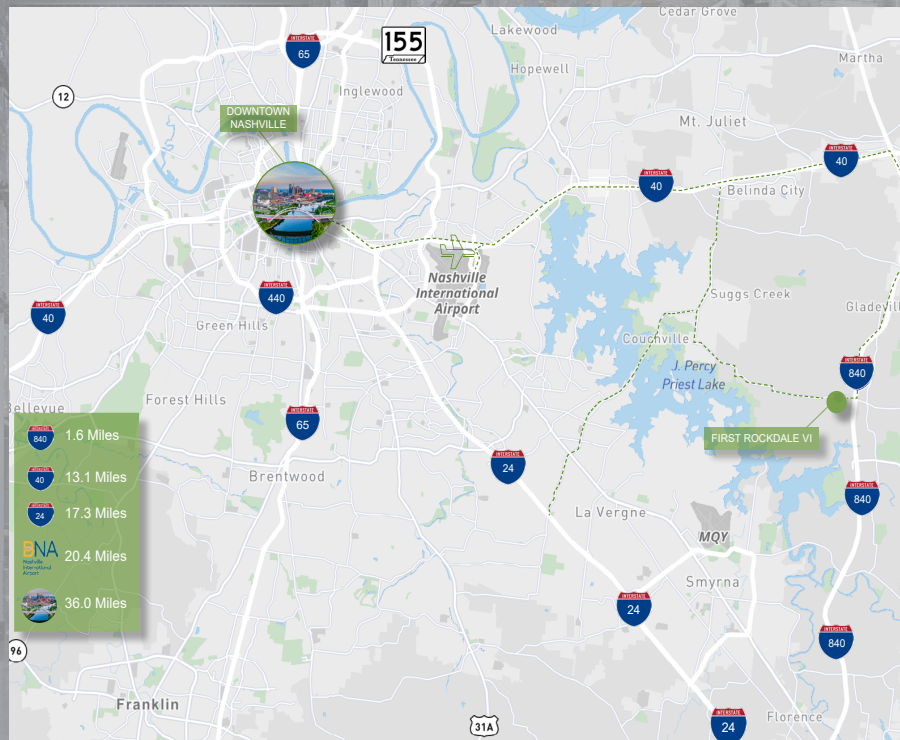 Cedar Grove
INTERSTATE
65
155
Tennessee
Lakewood
Hopewell
Martha
Inglewood
12
DOWNTOWN
NASHVILLE
Mt. Juliet
INTERSTATE
40
INTERSTATE
40
Belinda City
Nashville
International
Airport
INTERSTATE
440
Suggs Creek
INTERSTATE
40
Green Hills
Gladevill
Couchville
J. Percy
Priest Lake
INTERSTATE
840
Forest Hills
Bellevue
INTERSTATE
65
FIRST ROCKDALE VI
INTERSTATE
24
Brentwood
INTERSTATE
840
La Vergne
MQY
Smyrna
INTERSTATE
24
INTERSTATE
840
96
Franklin
31A
INTERSTATE
24
Florence
840
1.6 Miles
40
13.1 Miles
24
17.3 Miles
BNA
Nashville
International
Airport
20.4 Miles
36.0 Miles